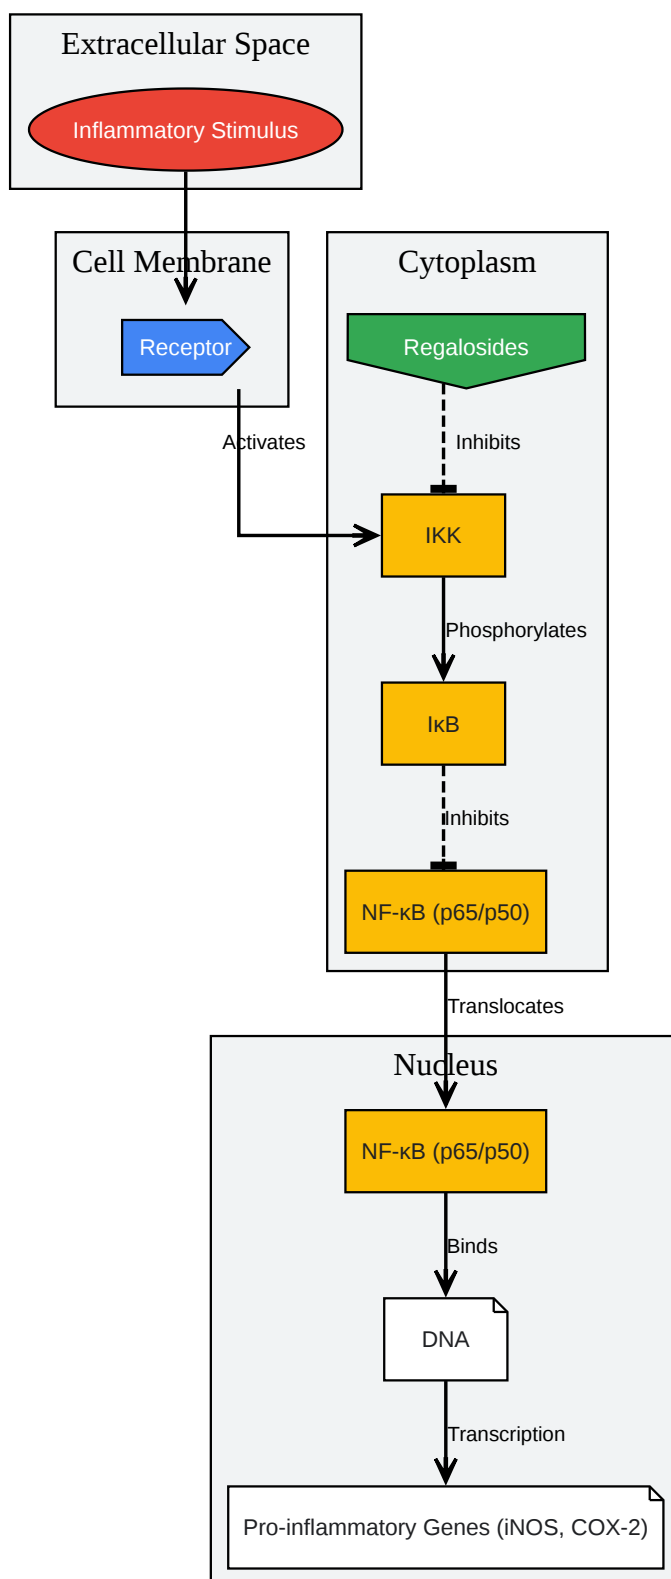 Extracellular Space
Inflammatory Stimulus
Cell Membrane
Cytoplasm
Receptor
Regalosides
Activates
Inhibits
IKK
Phosphorylates
IκB
Inhibits
NF-κB (p65/p50)
Translocates
Nucleus
NF-κB (p65/p50)
Binds
DNA
Transcription
Pro-inflammatory Genes (iNOS, COX-2)